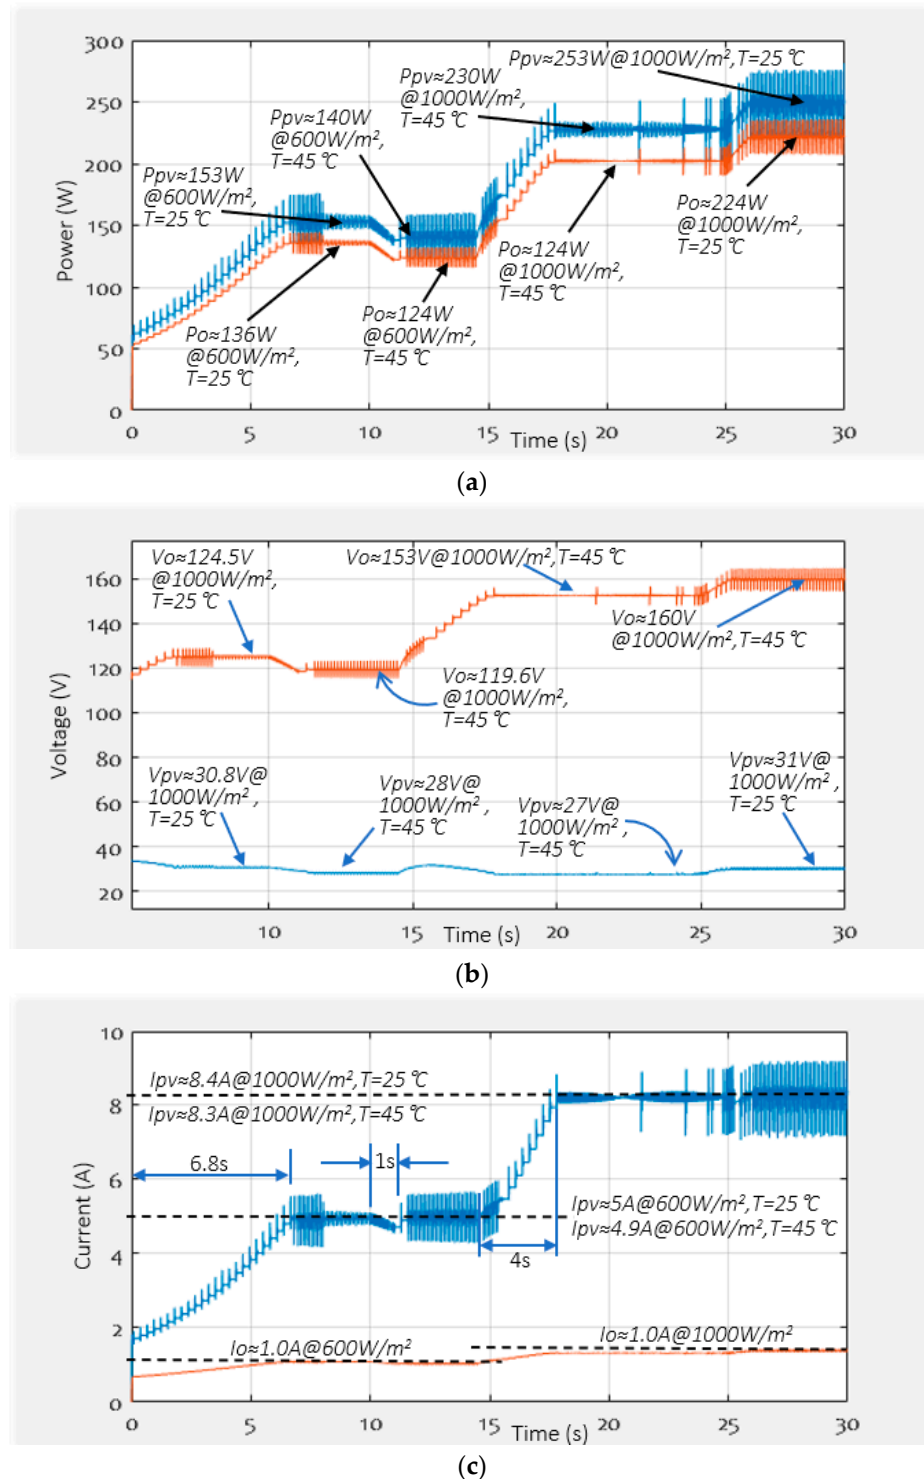 300
250
200
150
100
50
0
Power (W)
Ppv≈253W@1000W/m²,T=25℃
Ppv≈230W
@1000W/m²,
T=45℃
Ppv≈140W
@600W/m²,
T=45℃
Ppv≈153W
@600W/m²,
T=25℃
Po≈224W
@1000W/m²,
T=25℃
Po≈124W
@1000W/m²,
T=45℃
Po≈124W
@600W/m²,
T=45℃
Po≈136W
@600W/m²,
T=25℃
0 5 10 15 20 25 30
Time (s)
(a)
160
140
120
100
80
60
40
20
Voltage (V)
Vo≈124.5V
@1000W/m²,
T=25℃
Vo≈153V@1000W/m²,T=45℃
Vo≈160V
@1000W/m²,T=45℃
Vo≈119.6V
@1000W/m²,
T=45℃
Vpv≈30.8V@
1000W/m²,
T=25℃
Vpv≈28V@
1000W/m²,
T=45℃
Vpv≈27V@
1000W/m²,
T=45℃
Vpv≈31V@
1000W/m²,
T=25℃
10 15 20 25 30
Time (s)
(b)
10
8
6
4
2
0
Current (A)
Ipv≈8.4A@1000W/m²,T=25℃
Ipv≈8.3A@1000W/m²,T=45℃
6.8s
1s
Ipv≈5A@600W/m²,T=25℃
Ipv≈4.9A@600W/m²,T=45℃
4s
Io≈1.0A@600W/m²
Io≈1.0A@1000W/m²
0 5 10 15 20 25 30
Time (s)
(c)